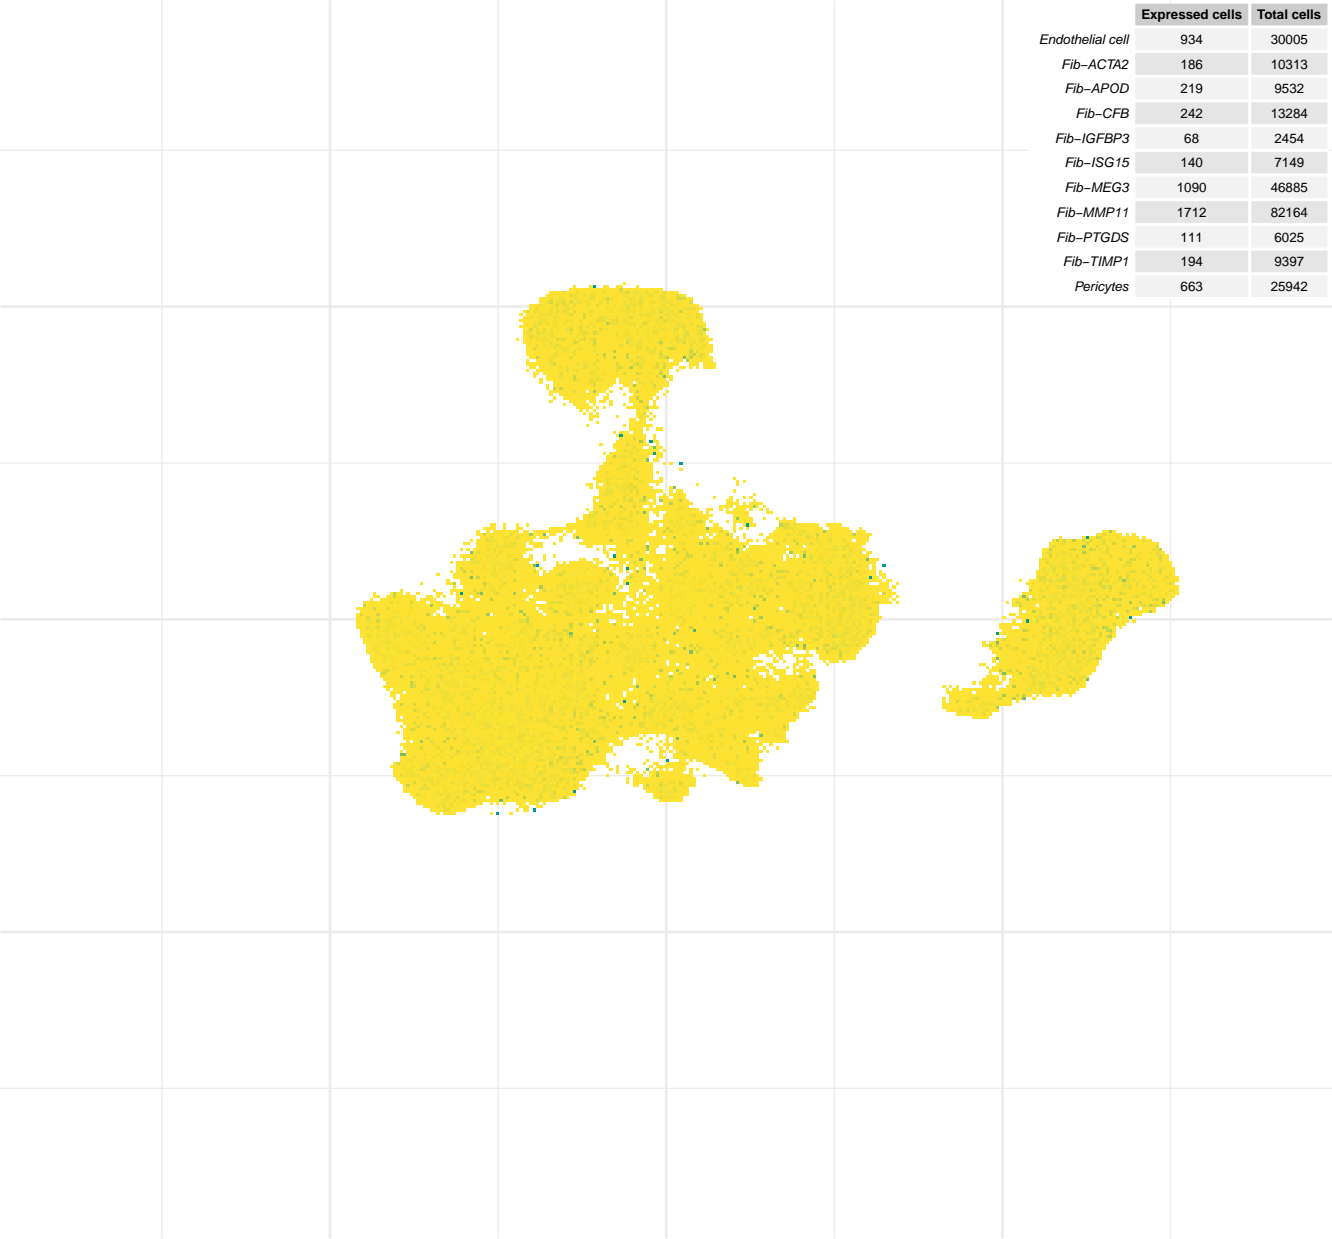 Expressed cells Total cells
Endothelial cell 934 30005
Fib−ACTA2 186 10313
Fib−APOD 219 9532
Fib−CFB 242 13284
Fib−IGFBP3 68 2454
Fib−ISG15 140 7149
Fib−MEG3 1090 46885
Fib−MMP11 1712 82164
Fib−PTGDS 111 6025
Fib−TIMP1 194 9397
Pericytes 663 25942